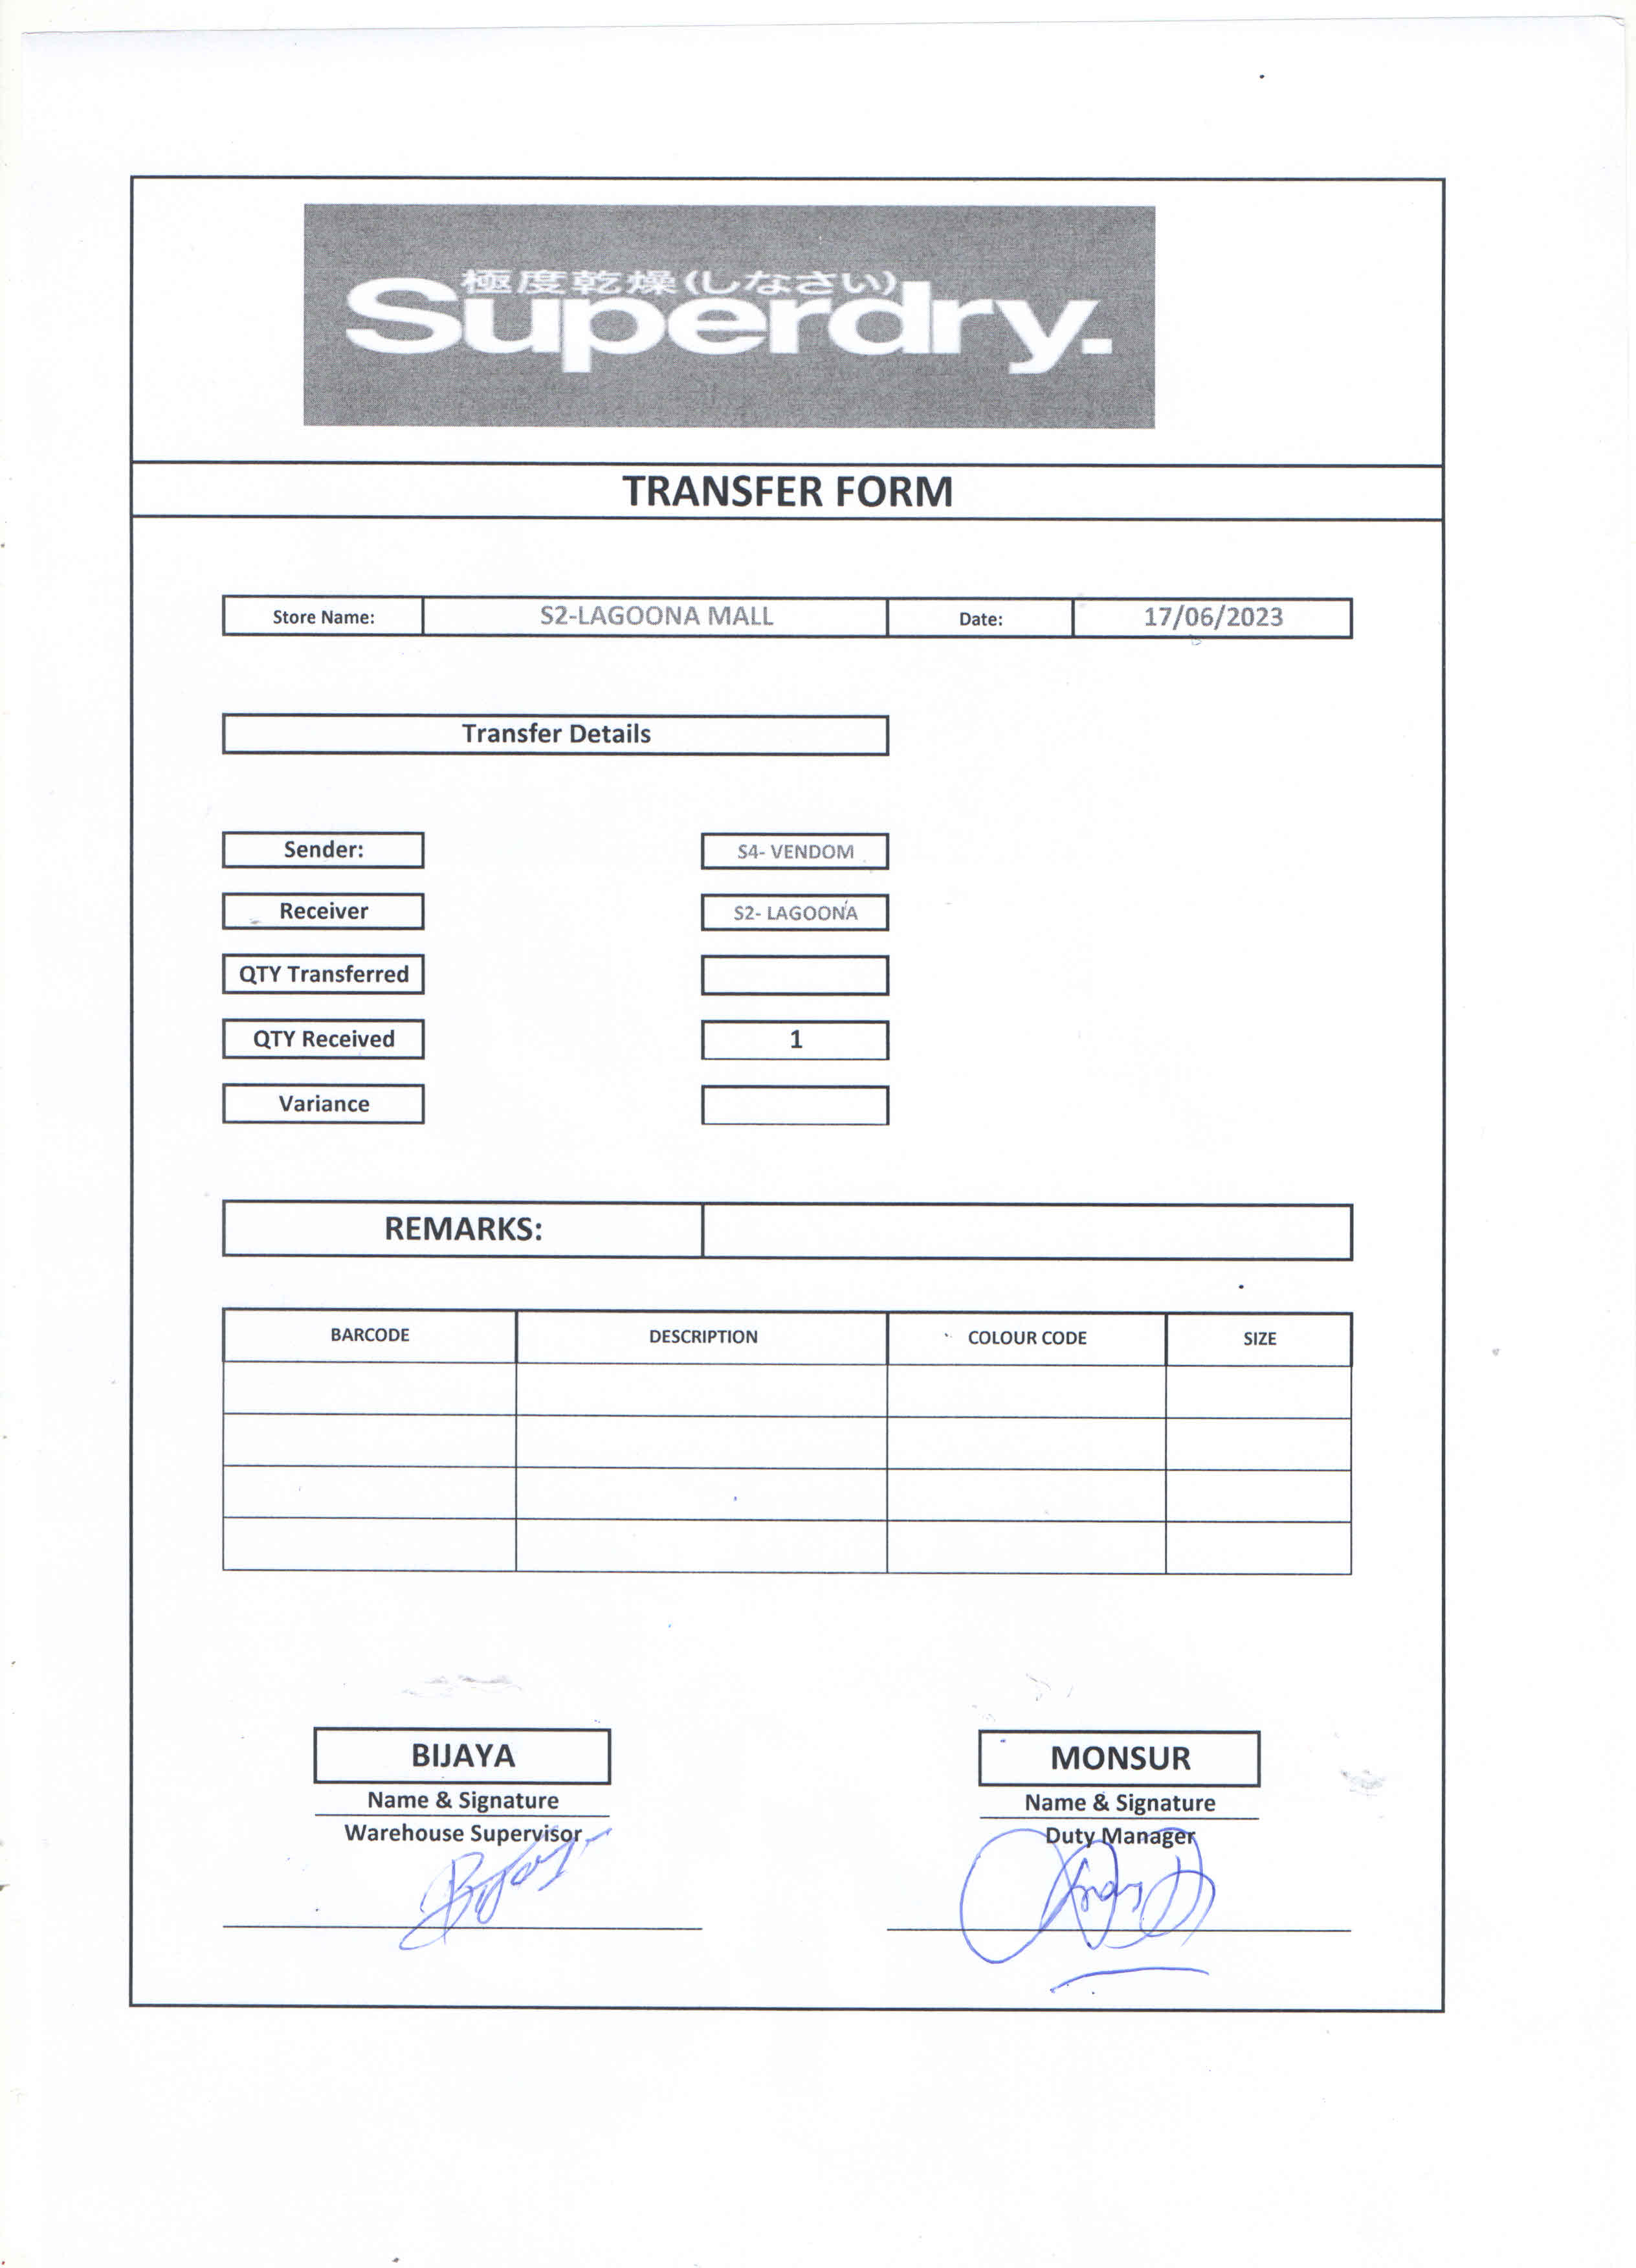 極度乾燥(しなさい)
Superdry.
TRANSFER FORM
Store Name: S2-LAGOONA MALL Date: 17/06/2023
Transfer Details
Sender: S4- VENDOM
Receiver S2- LAGOONA
QTY Transferred
QTY Received 1
Variance
REMARKS:
BARCODE DESCRIPTION COLOUR CODE SIZE
BIJAYA MONSUR
Name & Signature Name & Signature
Warehouse Supervisor Duty Manager